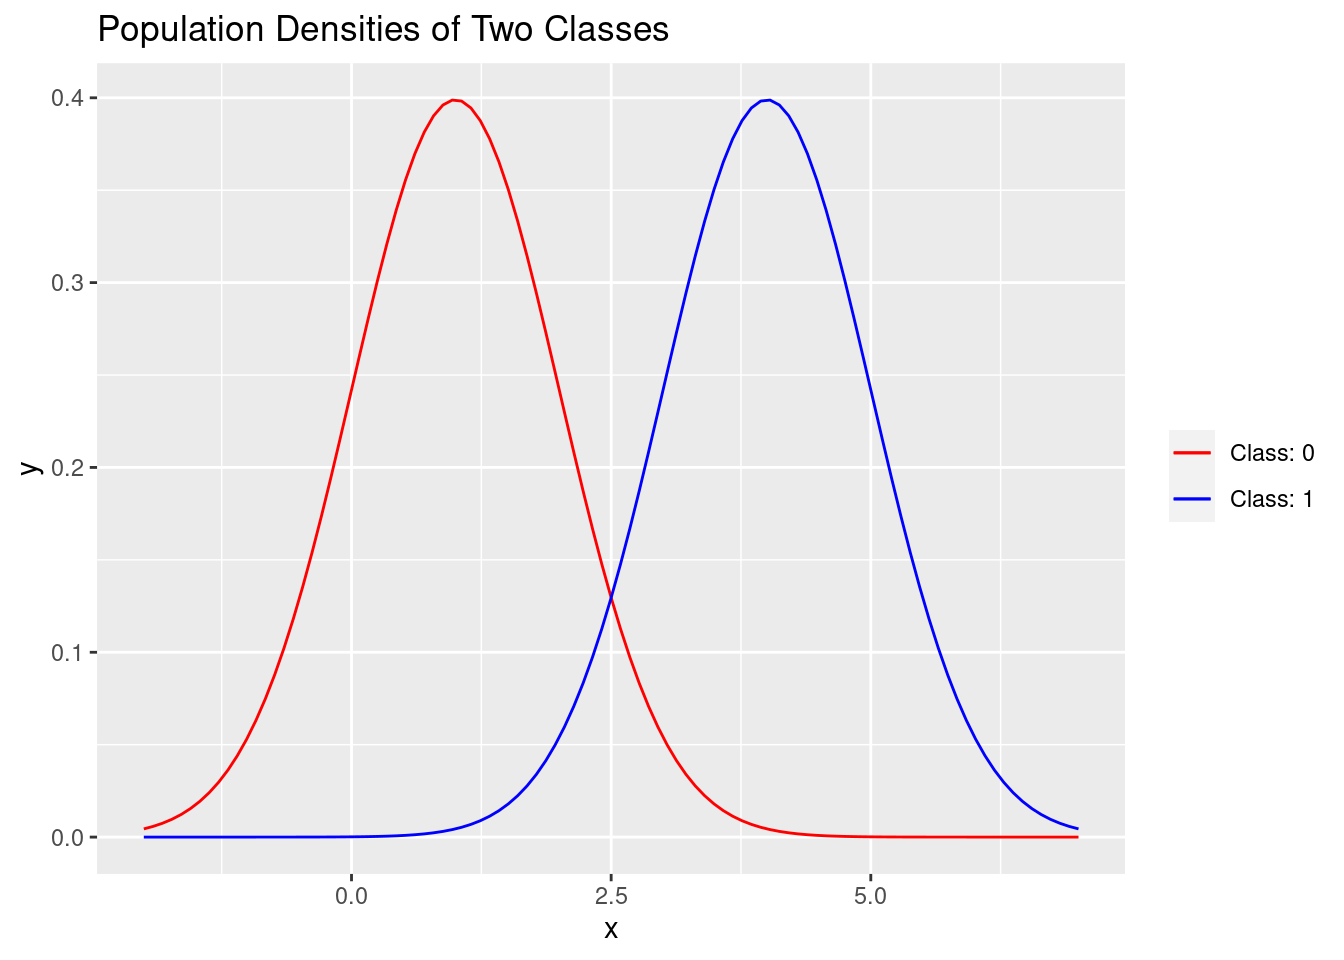 Population Densities of Two Classes
0.4
0.3
0.2
0.1
0.0
y
0.0 2.5 5.0
x
Class: 0
Class: 1